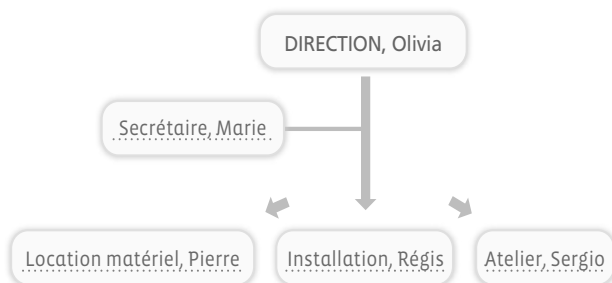 DIRECTION, Olivia
Secrétaire, Marie
Location matériel, Pierre
Installation, Régis
Atelier, Sergio